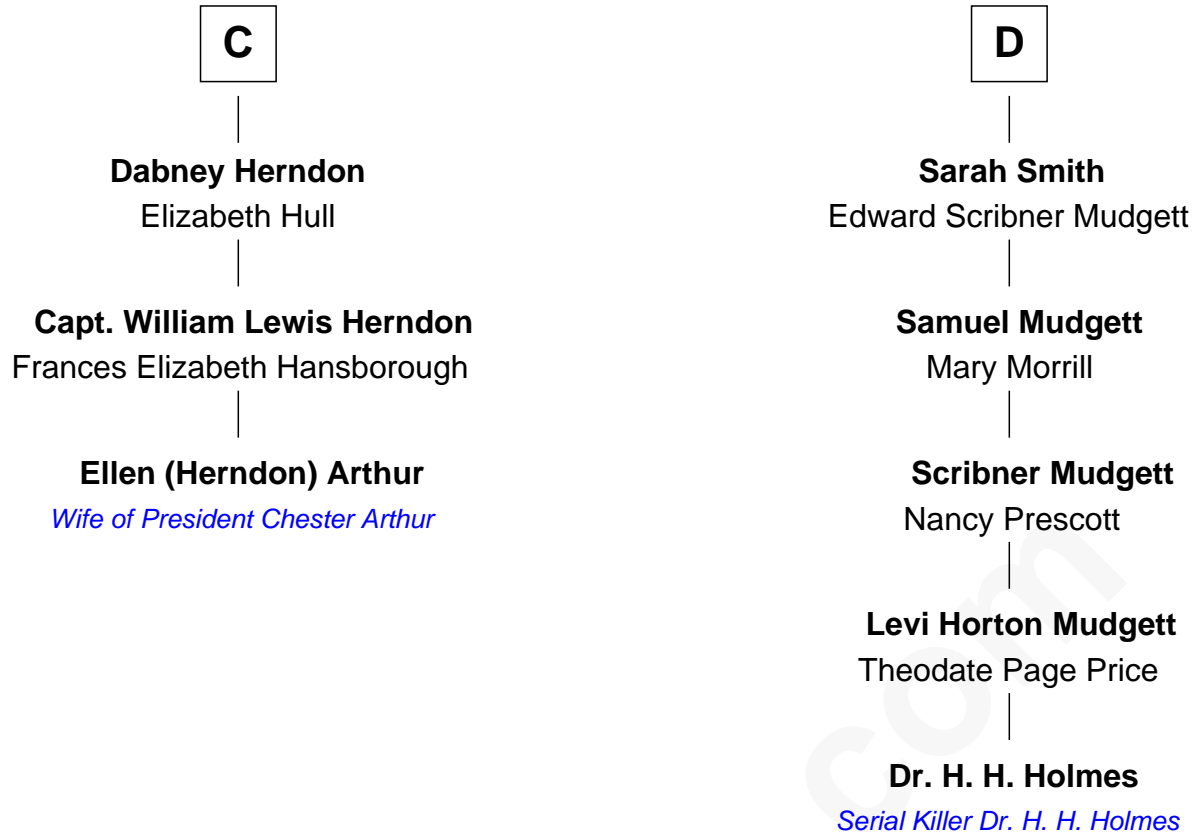 C
Dabney Herndon
Elizabeth Hull
Capt. William Lewis Herndon
Frances Elizabeth Hansborough
Ellen (Herndon) Arthur
Wife of President Chester Arthur
D
Sarah Smith
Edward Scribner Mudgett
Samuel Mudgett
Mary Morrill
Scribner Mudgett
Nancy Prescott
Levi Horton Mudgett
Theodate Page Price
Dr. H. H. Holmes
Serial Killer Dr. H. H. Holmes
com